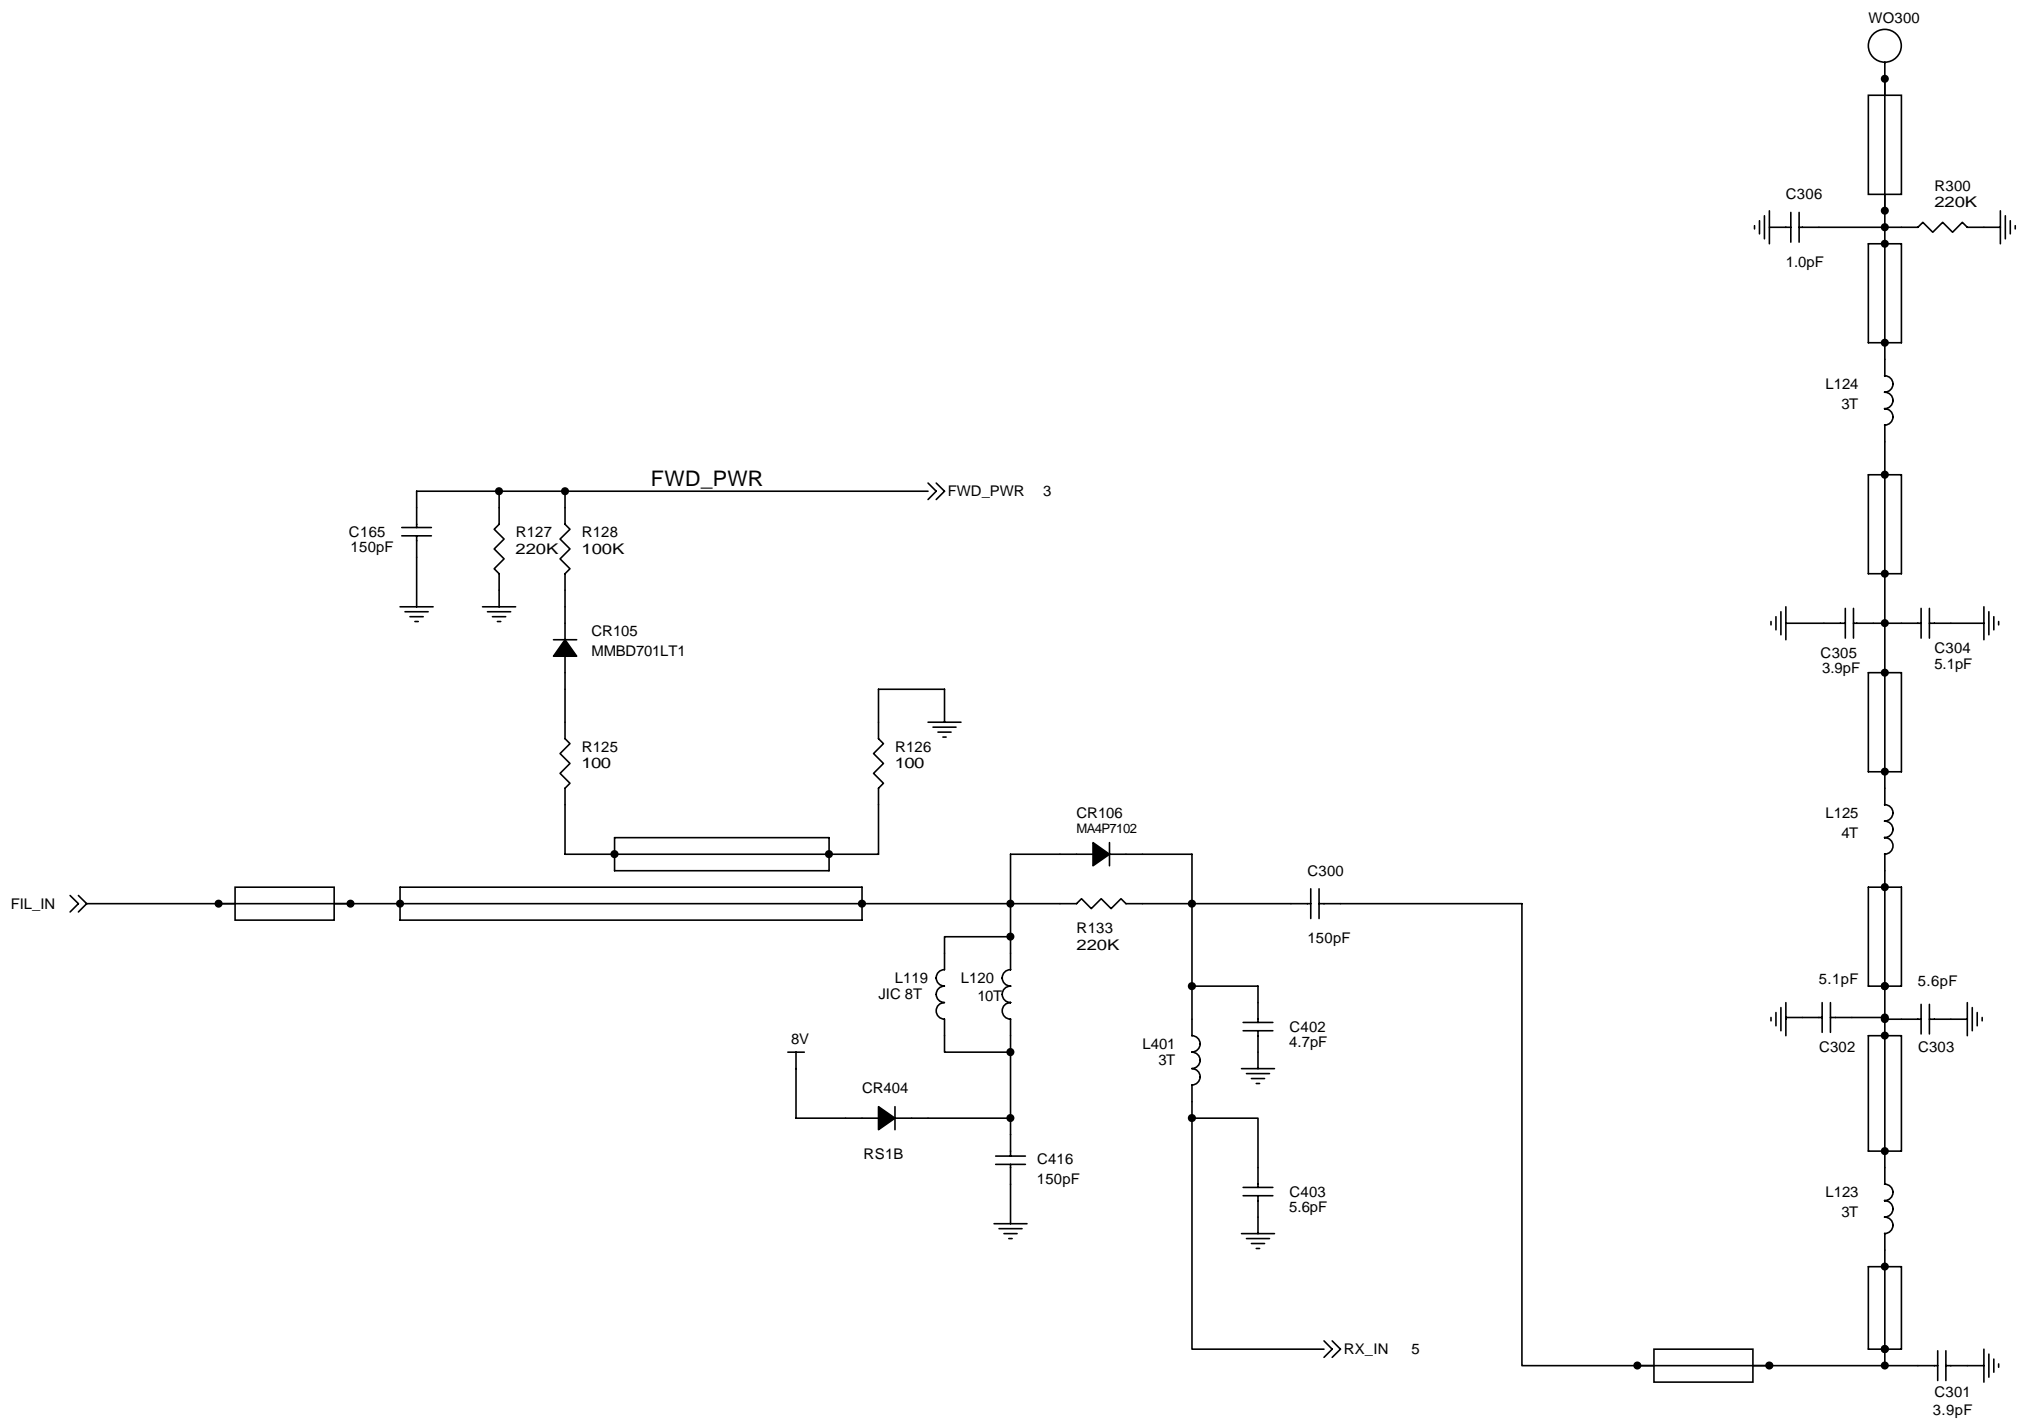 WO300
C306
1.0pF
R300
220K
L124
3T
FWD_PWR
FWD_PWR 3
C165
150pF
R127
220K
R128
100K
CR105
MMBD701LT1
C305
3.9pF
C304
5.1pF
R125
100
R126
100
CR106
MA4P7102
L125
4T
FIL_IN
R133
220K
C300
150pF
L119
JIC 8T
L120
10T
5.1pF
C302
5.6pF
C303
8V
CR404
RS1B
L401
3T
C402
4.7pF
C416
150pF
C403
5.6pF
L123
3T
RX_IN 5
C301
3.9pF